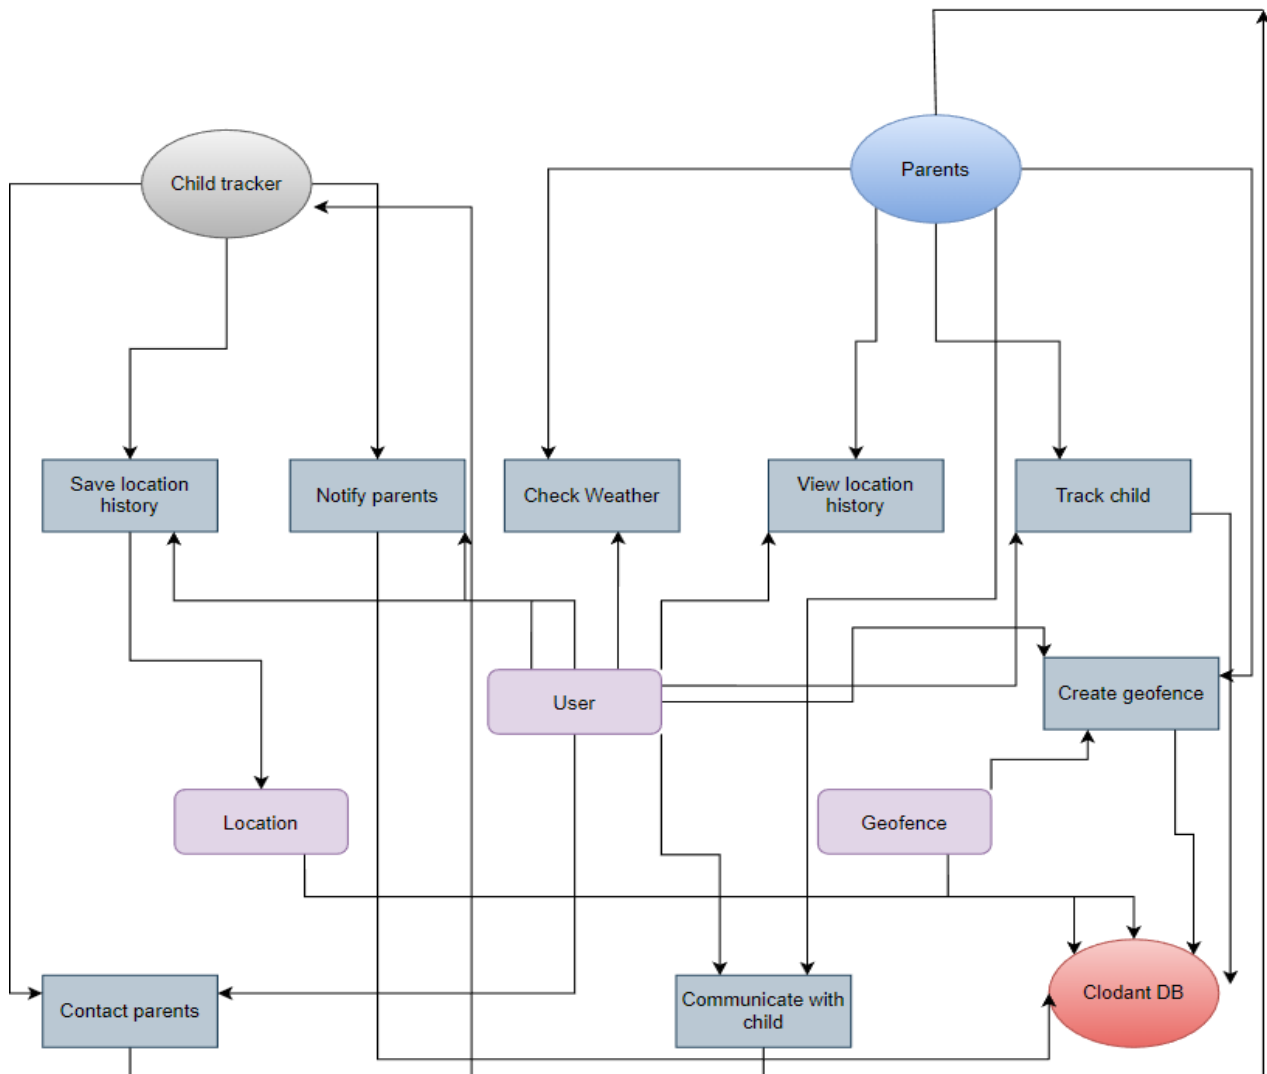 Child tracker
Parents
Save location
history
Notify parents
Check Weather
View location
history
Track child
User
Create geofence
Location
Geofence
Contact parents
Communicate with
child
Clodant DB